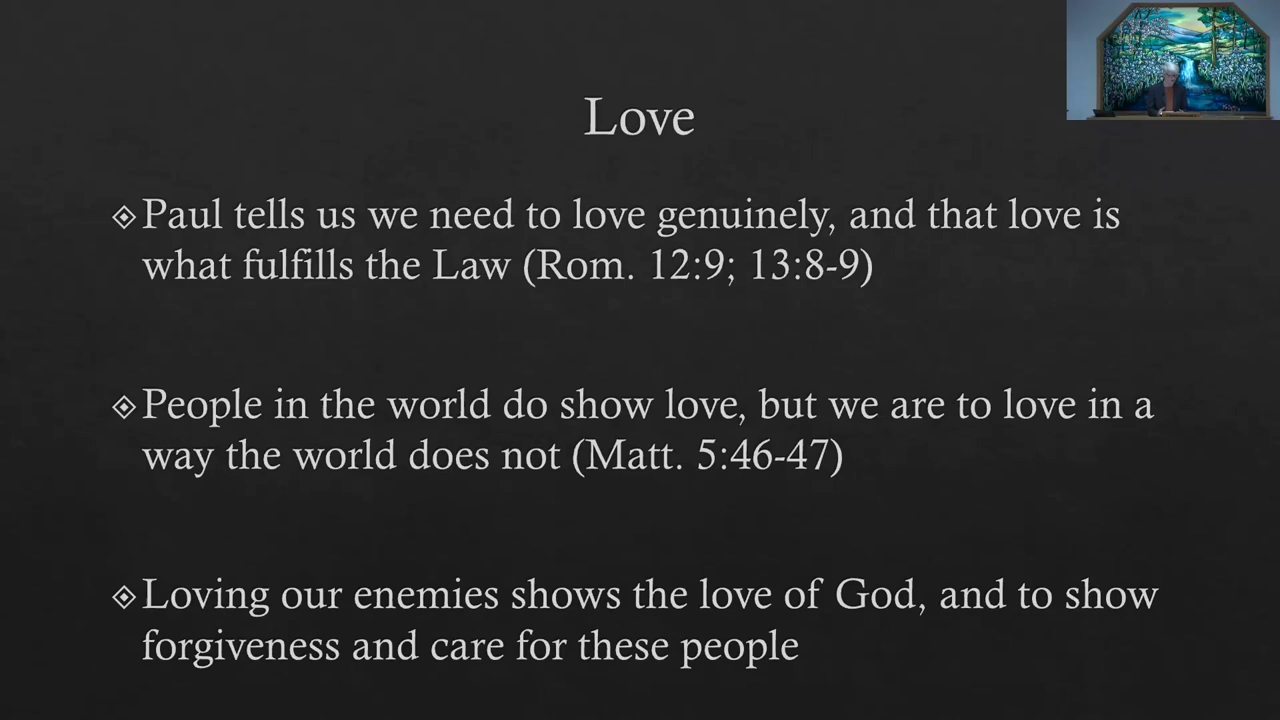 Love
Paul tells us we need to love genuinely, and that love is
what fulfills the Law (Rom. 12:9; 13:8-9)
People in the world do show love, but we are to love in a
way the world does not (Matt. 5:46-47)
Loving our enemies shows the love of God, and to show
forgiveness and care for these people